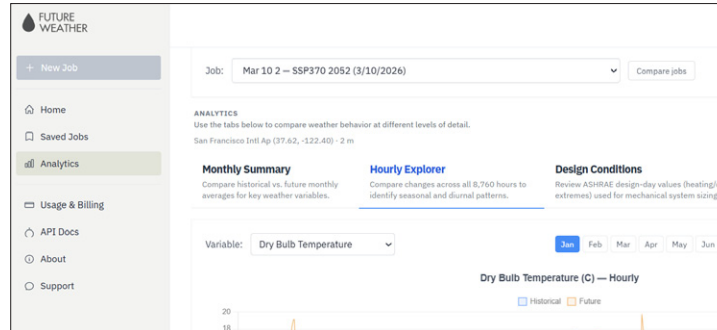 FUTURE
WEATHER
+ New Job
Home
Saved Jobs
Analytics
Usage & Billing
API Docs
About
Support
Job: Mar 10 2 — SSP370 2052 (3/10/2026)
Compare jobs
ANALYTICS
Use the tabs below to compare weather behavior at different levels of detail.
San Francisco Intl Ap (37.62, -122.40) · 2 m
Monthly Summary
Compare historical vs. future monthly
averages for key weather variables.
Hourly Explorer
Compare changes across all 8,760 hours to
identify seasonal and diurnal patterns.
Design Conditions
Review ASHRAE design-day values (heating/
extremes) used for mechanical system sizing
Variable: Dry Bulb Temperature
Jan Feb Mar Apr May Jun
Dry Bulb Temperature (C) — Hourly
Historical Future
20
18